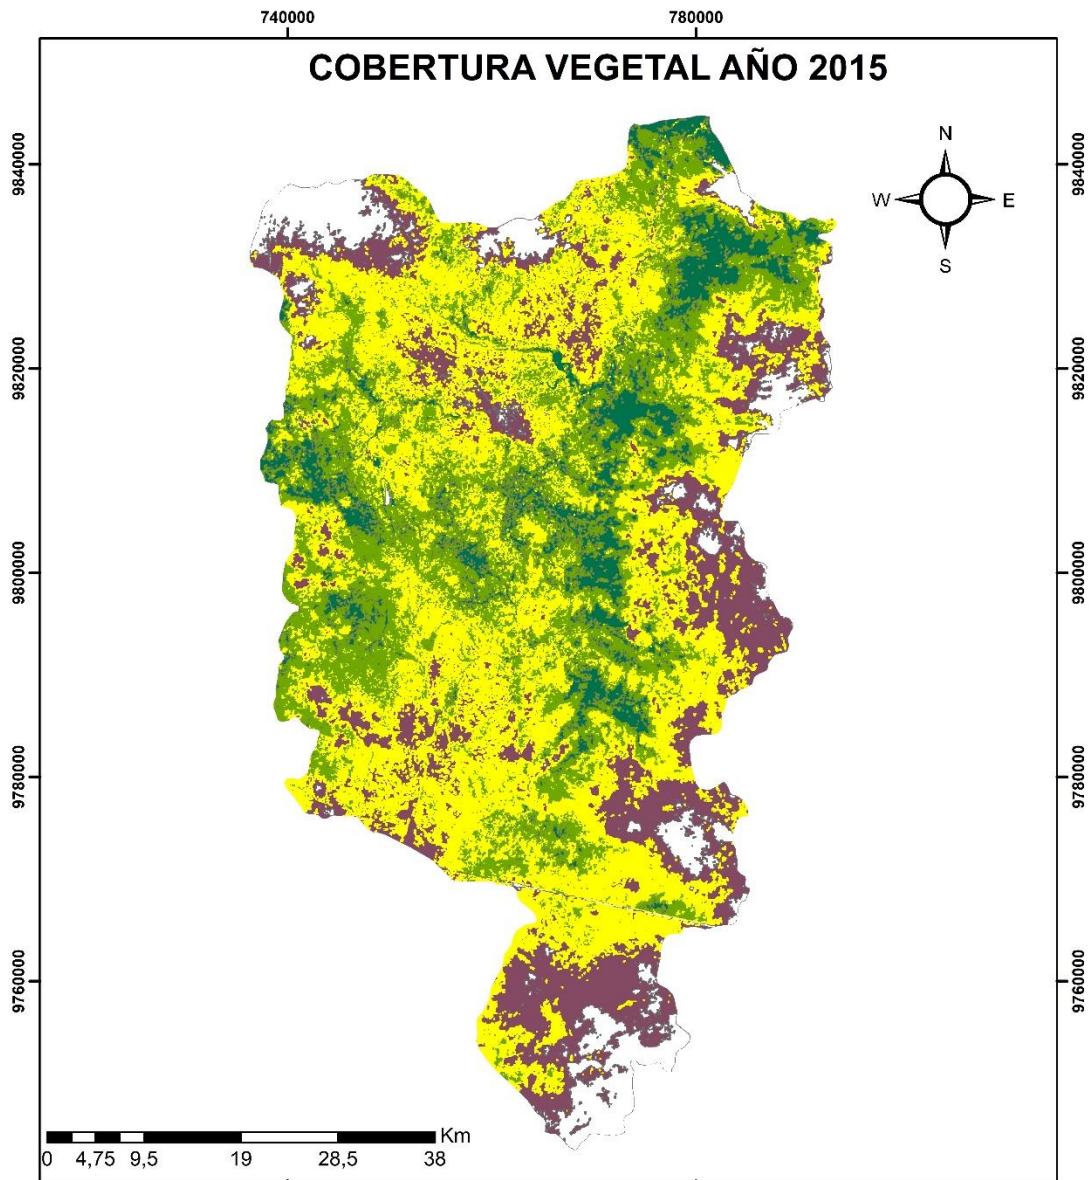 740000 780000
COBERTURA VEGETAL AÑO 2015
N
W E
S
9840000 9840000
9820000 9820000
9800000 9800000
9780000 9780000
9760000 9760000
Km
0 4,75 9,5 19 28,5 38